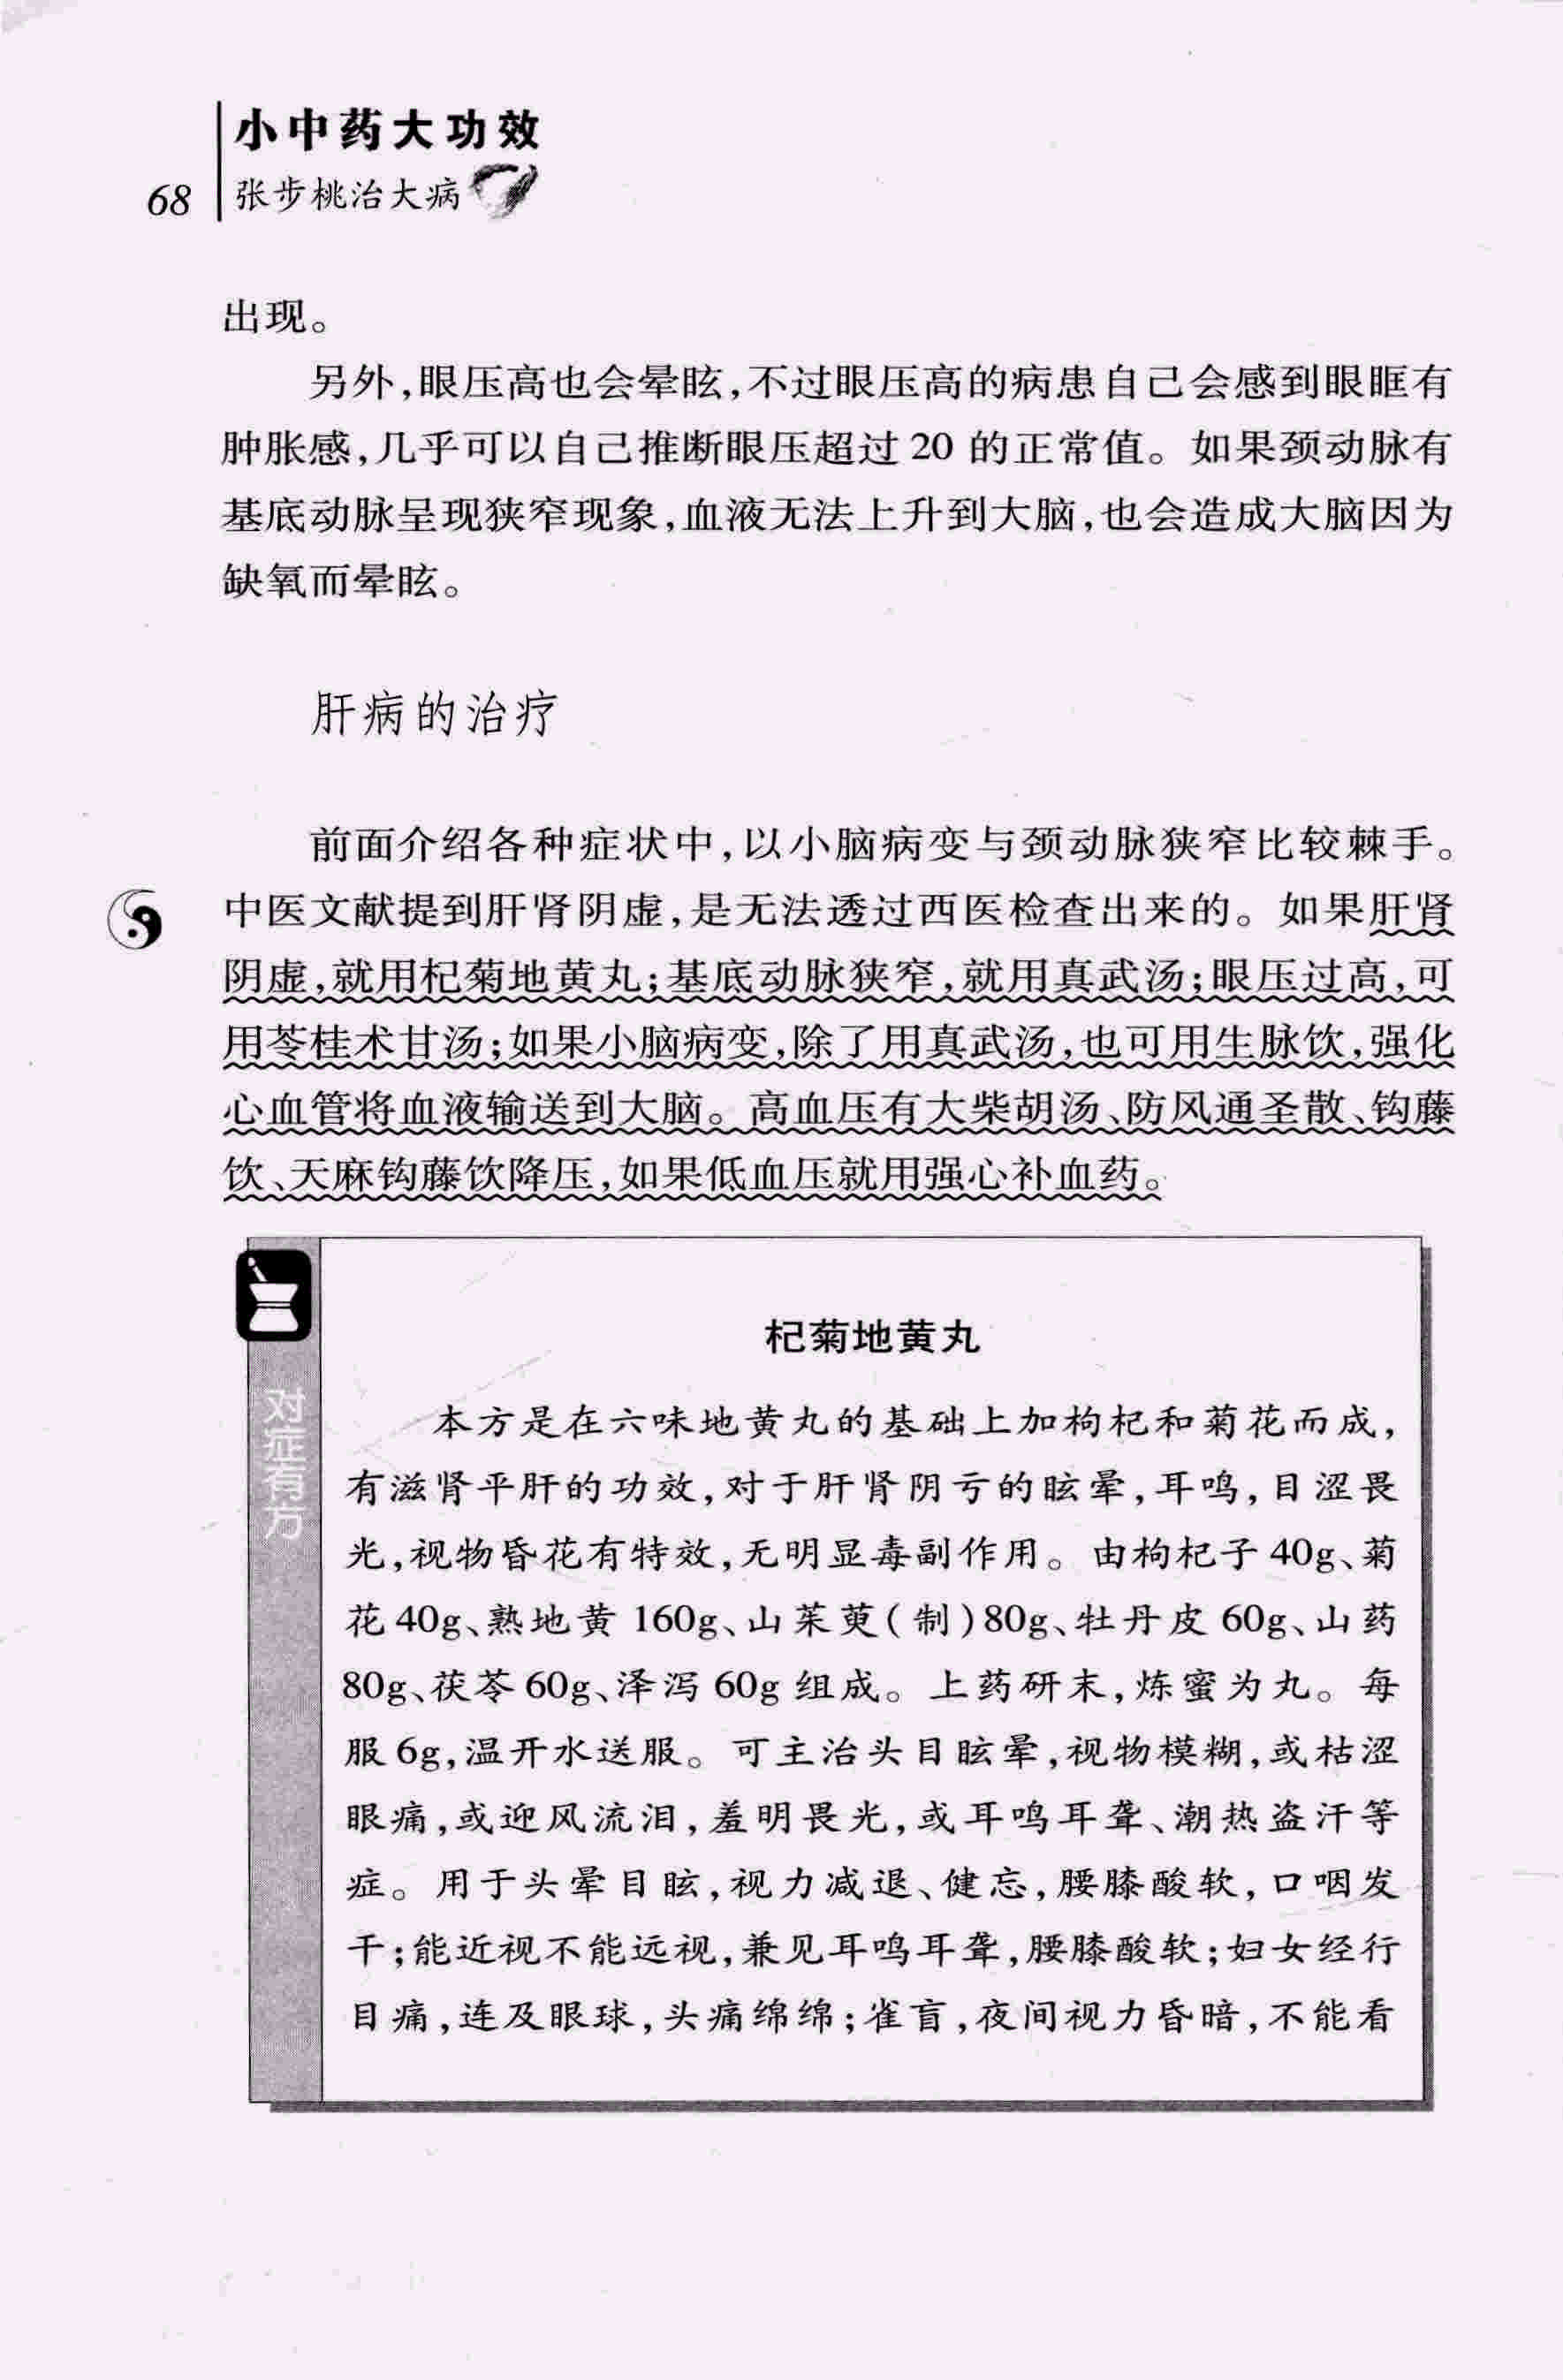 小中药大功效
68
张步桃治大病
出现。
另外,眼压高也会晕眩,不过眼压高的病患自己会感到眼眶有
肿胀感,几乎可以自己推断眼压超过20 的正常值。如果颈动脉有
基底动脉呈现狭窄现象,血液无法上升到大脑,也会造成大脑因为
缺氧而晕眩。
肝病的治疗
前面介绍各种症状中,以小脑病变与颈动脉狭窄比较棘手。
中医文献提到肝肾阴虚,是无法透过西医检查出来的。如果肝肾
阴虚,就用杞菊地黄丸;基底动脉狭窄,就用真武汤;眼压过高,可
用苓桂术甘汤;如果小脑病变,除了用真武汤,也可用生脉饮,强化
心血管将血液输送到大脑。高血压有大柴胡汤、防风通圣散、钩藤
饮、天麻钩藤饮降压,如果低血压就用强心补血药。
对症有方
杞菊地黄丸
本方是在六味地黄丸的基础上加枸杞和菊花而成,
有滋肾平肝的功效,对于肝肾阴亏的眩晕,耳鸣,目涩畏
光,视物昏花有特效,无明显毒副作用。由枸杞子 40g、菊
花 40g、熟地黄 160g、山茱萸(制)80g、牡丹皮 60g、山药
80g、茯苓 60g、泽泻 60g 组成。上药研末,炼蜜为丸。每
服 6g,温开水送服。可主治头目眩晕,视物模糊,或枯涩
眼痛,或迎风流泪,羞明畏光,或耳鸣耳聋、潮热盗汗等
症。用于头晕目眩,视力减退、健忘,腰膝酸软,口咽发
干;能近视不能远视,兼见耳鸣耳聋,腰膝酸软;妇女经行
目痛,连及眼球,头痛绵绵;雀盲,夜间视力昏暗,不能看